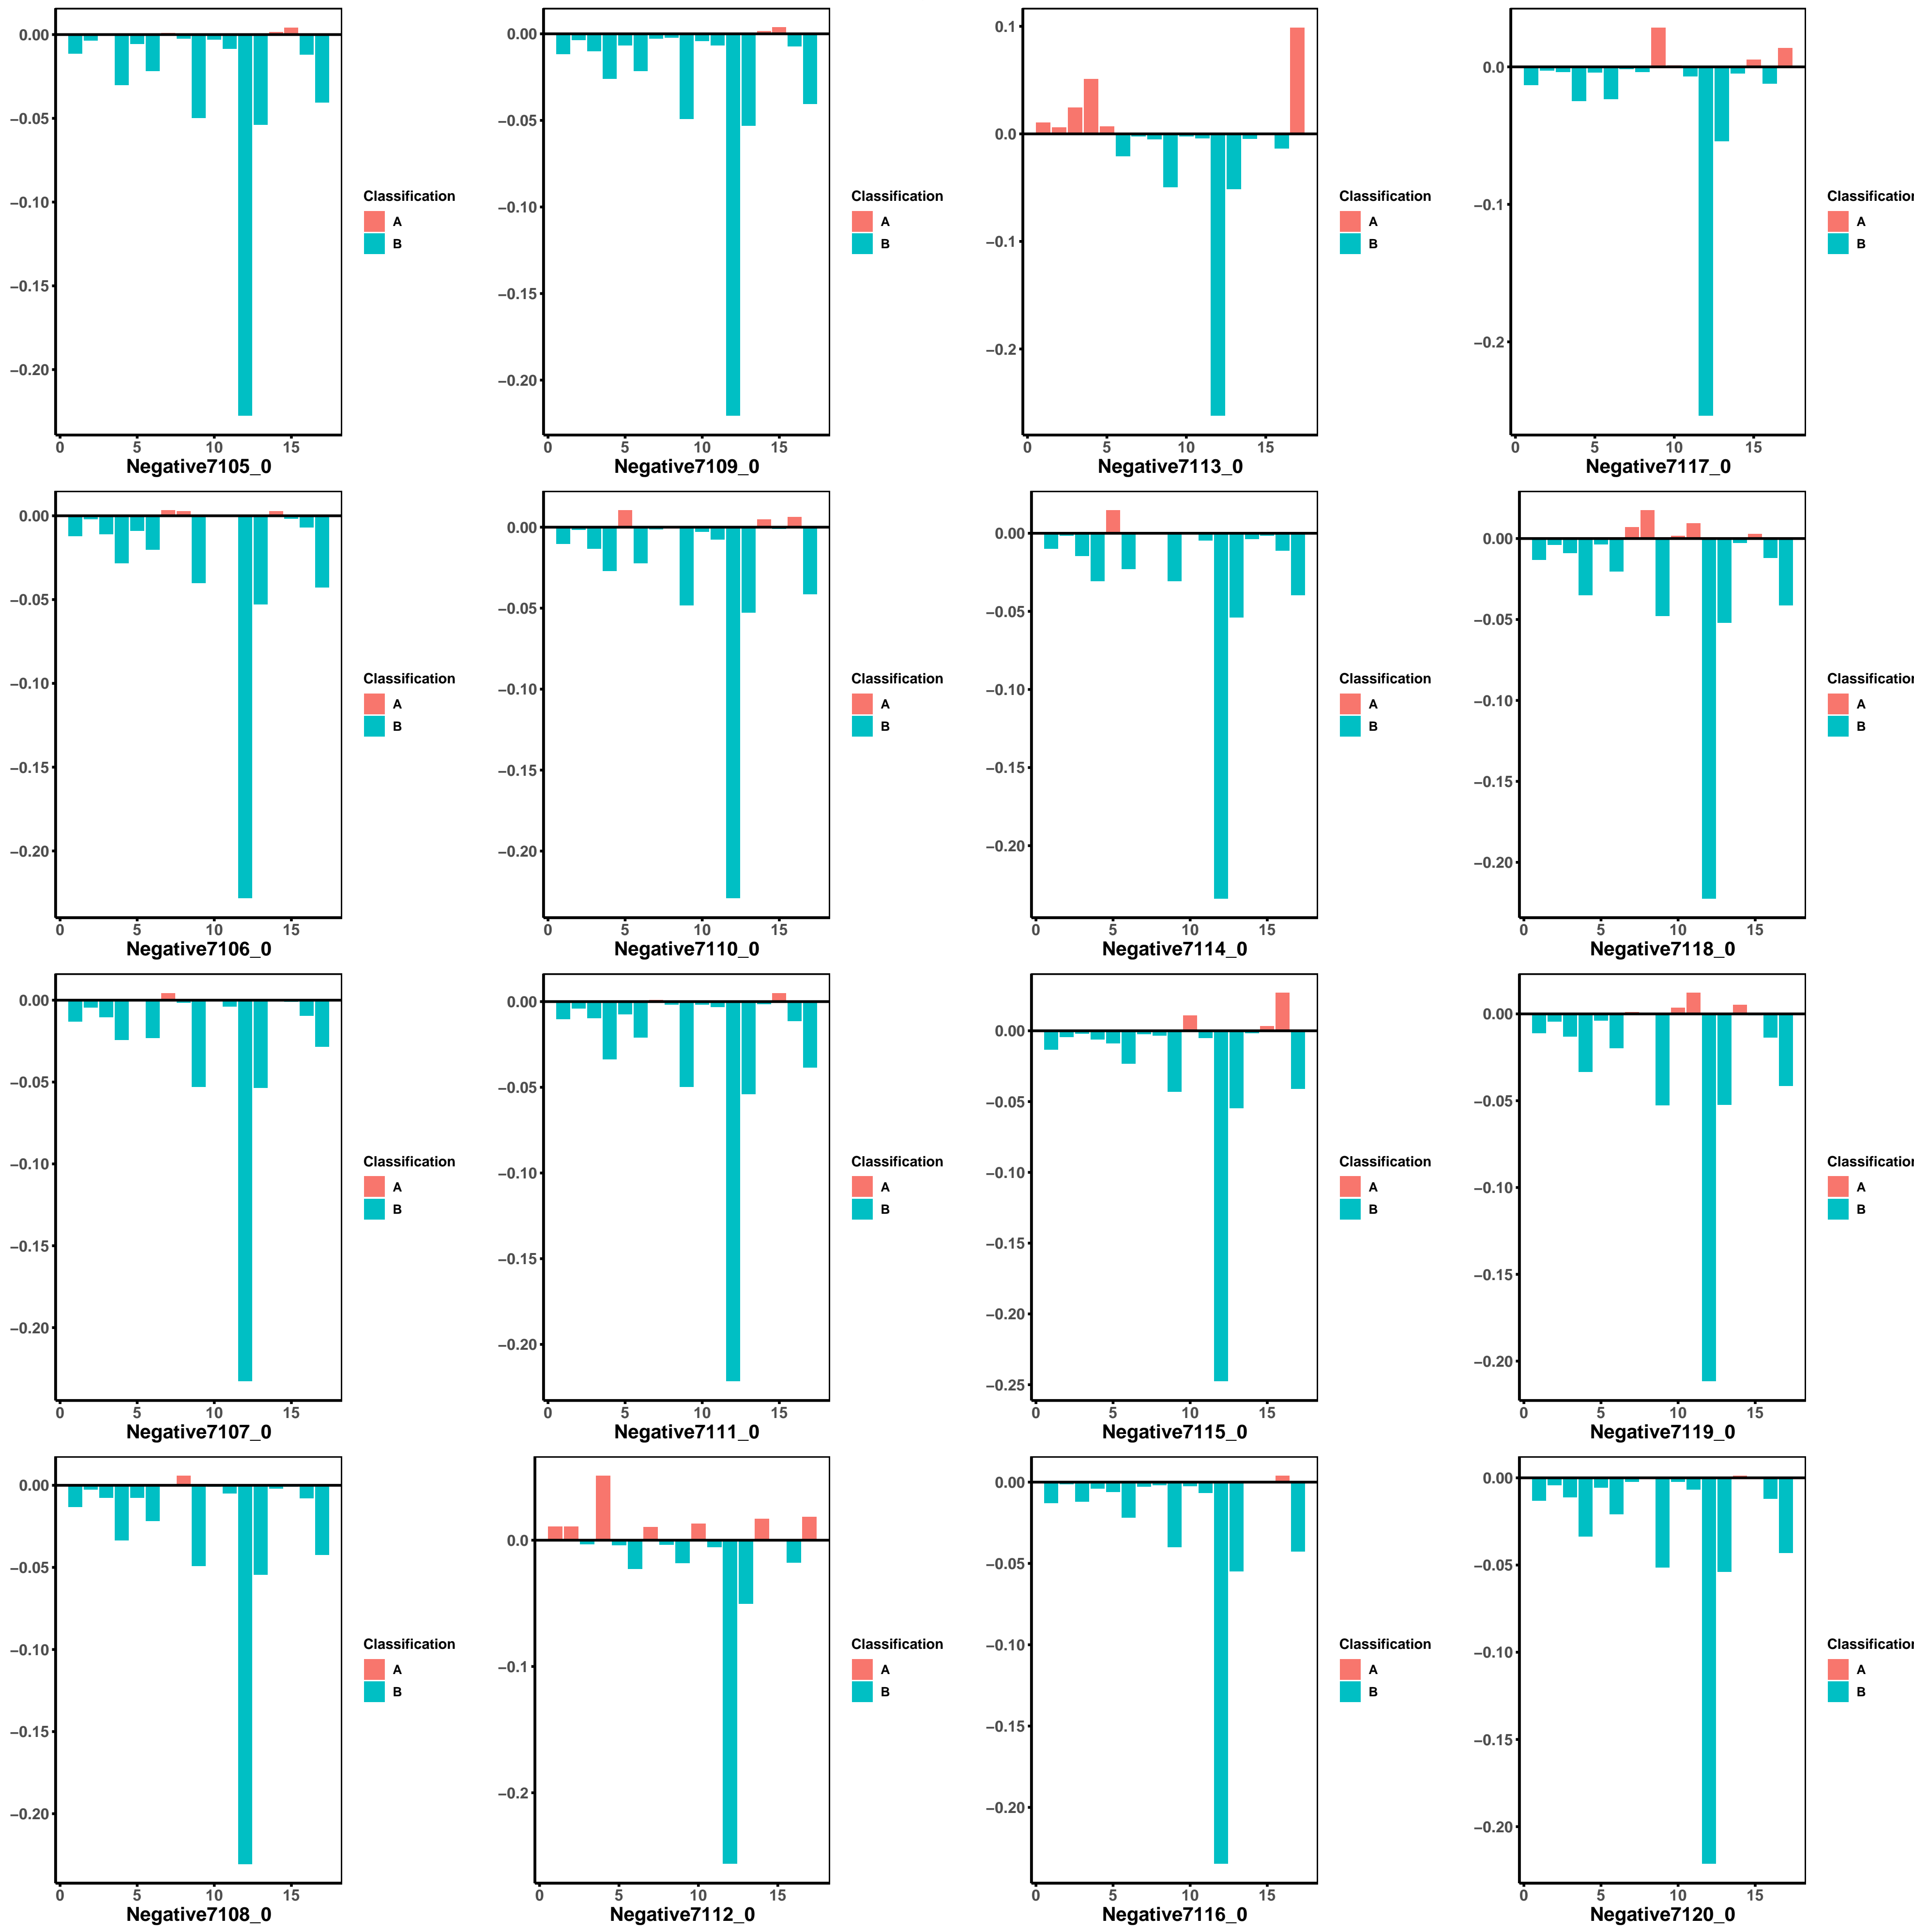 0.00
−0.05
−0.10
−0.15
−0.20
0 5 10 15
Negative7105_0
Classification
A
B
0.00
−0.05
−0.10
−0.15
−0.20
0 5 10 15
Negative7109_0
Classification
A
B
0.1
0.0
−0.1
−0.2
0 5 10 15
Negative7113_0
Classification
A
B
0.0
−0.1
−0.2
0 5 10 15
Negative7117_0
Classification
A
B
0.00
−0.05
−0.10
−0.15
−0.20
0 5 10 15
Negative7106_0
Classification
A
B
0.00
−0.05
−0.10
−0.15
−0.20
0 5 10 15
Negative7110_0
Classification
A
B
0.00
−0.05
−0.10
−0.15
−0.20
0 5 10 15
Negative7114_0
Classification
A
B
0.00
−0.05
−0.10
−0.15
−0.20
0 5 10 15
Negative7118_0
Classification
A
B
0.00
−0.05
−0.10
−0.15
−0.20
0 5 10 15
Negative7107_0
Classification
A
B
0.00
−0.05
−0.10
−0.15
−0.20
0 5 10 15
Negative7111_0
Classification
A
B
0.00
−0.05
−0.10
−0.15
−0.20
−0.25
0 5 10 15
Negative7115_0
Classification
A
B
0.00
−0.05
−0.10
−0.15
−0.20
0 5 10 15
Negative7119_0
Classification
A
B
0.00
−0.05
−0.10
−0.15
−0.20
0 5 10 15
Negative7108_0
Classification
A
B
0.0
−0.1
−0.2
0 5 10 15
Negative7112_0
Classification
A
B
0.00
−0.05
−0.10
−0.15
−0.20
0 5 10 15
Negative7116_0
Classification
A
B
0.00
−0.05
−0.10
−0.15
−0.20
0 5 10 15
Negative7120_0
Classification
A
B